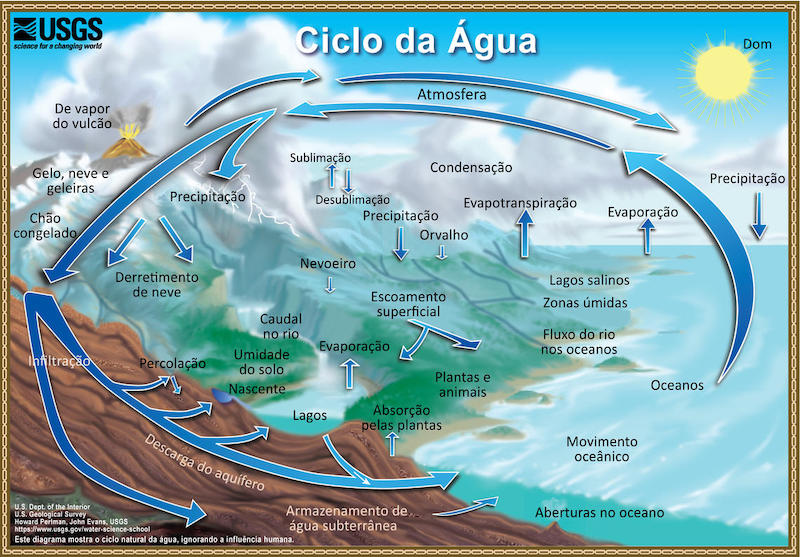 USGS
science for a changing world
Ciclo da Água
Dom
Atmosfera
De vapor
do vulcão
Sublimação
Condensação
Gelo, neve e
geleiras
Precipitação
Precipitação
Desublimação
Evapotranspiração
Chão
congelado
Precipitação
Evaporação
Orvalho
Nevoeiro
Derretimento
de neve
Lagos salinos
Escoamento
superficial
Zonas úmidas
Caudal
no rio
Fluxo do rio
nos oceanos
Evaporação
Infiltração
Percolação
Umidade
do solo
Plantas e
animais
Oceanos
Nascente
Lagos
Absorção
pelas plantas
Descarga do aquífero
Movimento
oceânico
Armazenamento de
água subterrânea
Aberturas no oceano
U.S. Dept. of the Interior
U.S. Geological Survey
Howard Perlman, John Evans, USGS
https://www.usgs.gov/water-science-school
Este diagrama mostra o ciclo natural da água, ignorando a influência humana.